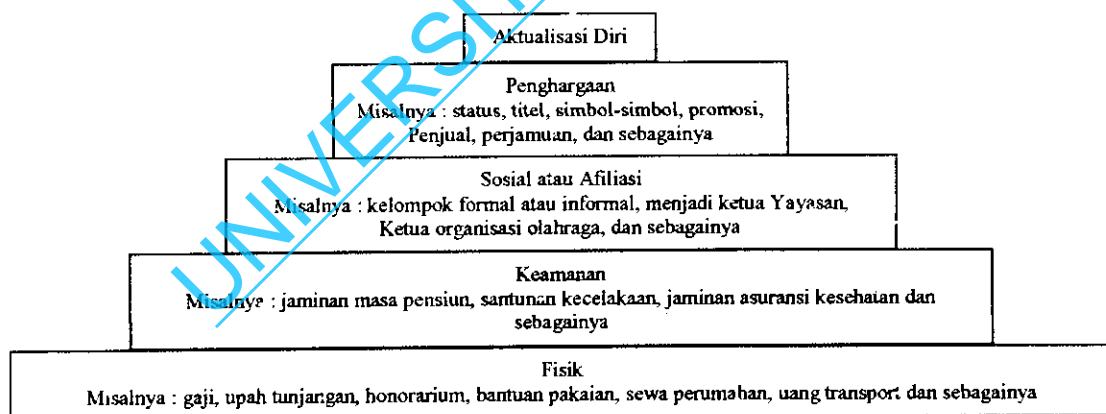 Aktualisasi Diri
Penghargaan
Misalnya : status, titel, simbol-simbol, promosi,
Penjual, perjamuan, dan sebagainya
Sosial atau Afiliasi
Misalnya : kelompok formal atau informal, menjadi ketua Yayasan,
Ketua organisasi olahraga, dan sebagainya
Keamanan
Misalnya : jaminan masa pensiun, santunan kecelakaan, jaminan asuransi kesehatan dan
sebagainya
Fisik
Misalnya : gaji, upah tunjangan, honorarium, bantuan pakaian, sewa perumahan, uang transport dan sebagainya
UNIVERSI